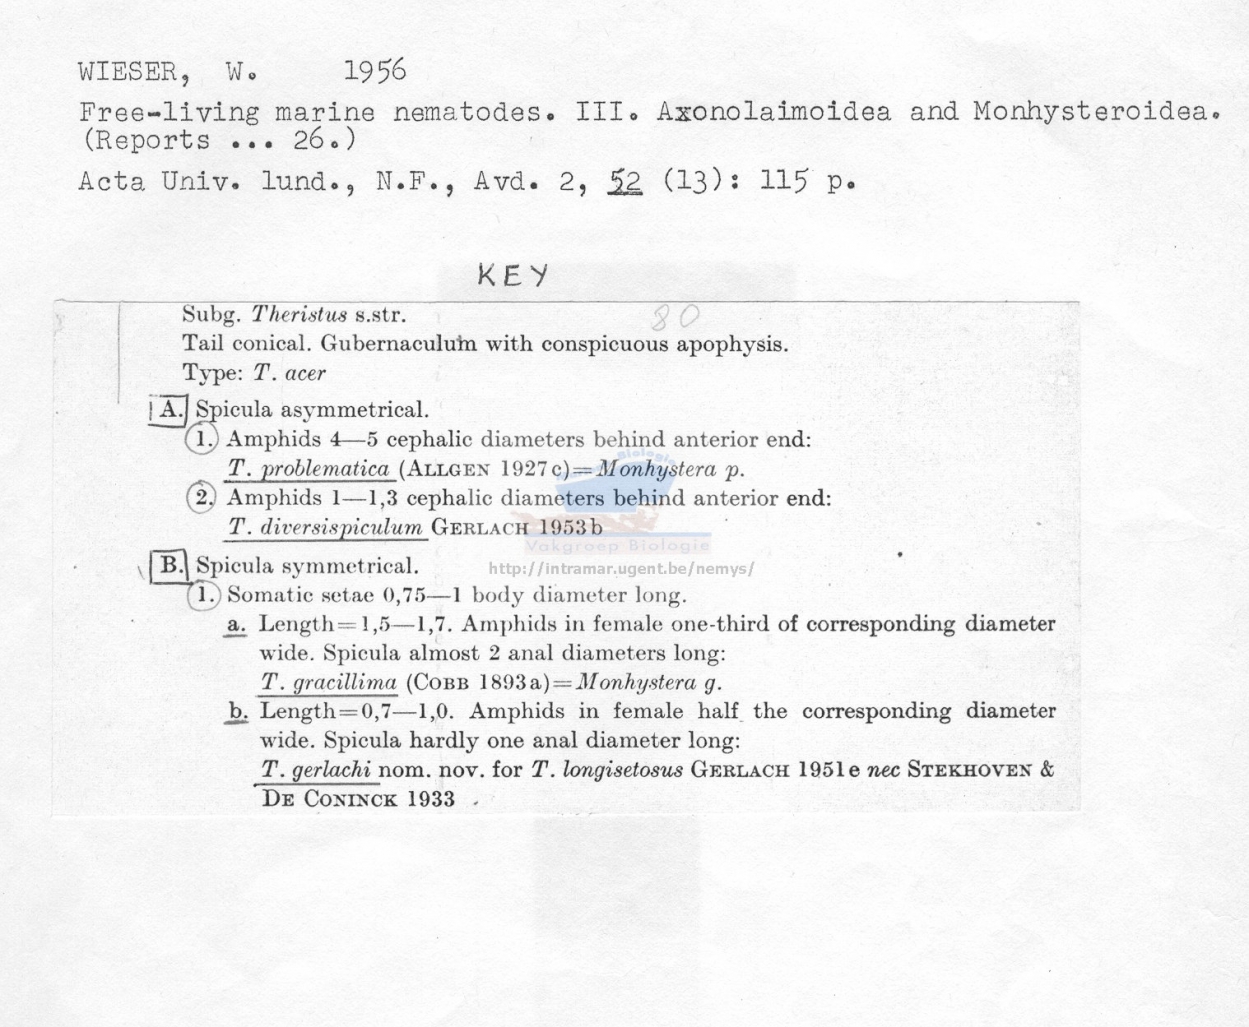 WIESER, W. 1956
Free-living marine nematodes. III. Axonolaimoidea and Monhysteroidea.
(Reports ... 26.)
Acta Univ. lund., N.F., Avd. 2, 52 (13): 115 p.
KEY
80
Subg. Theristus s.str.
Tail conical. Gubernaculum with conspicuous apophysis.
Type: T. acer
A. Spicula asymmetrical.
1. Amphids 4—5 cephalic diameters behind anterior end:
T. problematica (ALLGEN 1927c)=Monhystera p.
2. Amphids 1—1,3 cephalic diameters behind anterior end:
T. diversispiculum GERLACH 1953b
B. Spicula symmetrical.
1. Somatic setae 0,75—1 body diameter long.
a. Length=1,5—1,7. Amphids in female one-third of corresponding diameter
wide. Spicula almost 2 anal diameters long:
T. gracillima (COBB 1893a)=Monhystera g.
b. Length=0,7—1,0. Amphids in female half the corresponding diameter
wide. Spicula hardly one anal diameter long:
T. gerlachi nom. nov. for T. longisetosus GERLACH 1951e nec STEKHOVEN &
DE CONINCK 1933
Biologie
Vakgroep Biologie
http://intramar.ugent.be/nemys/